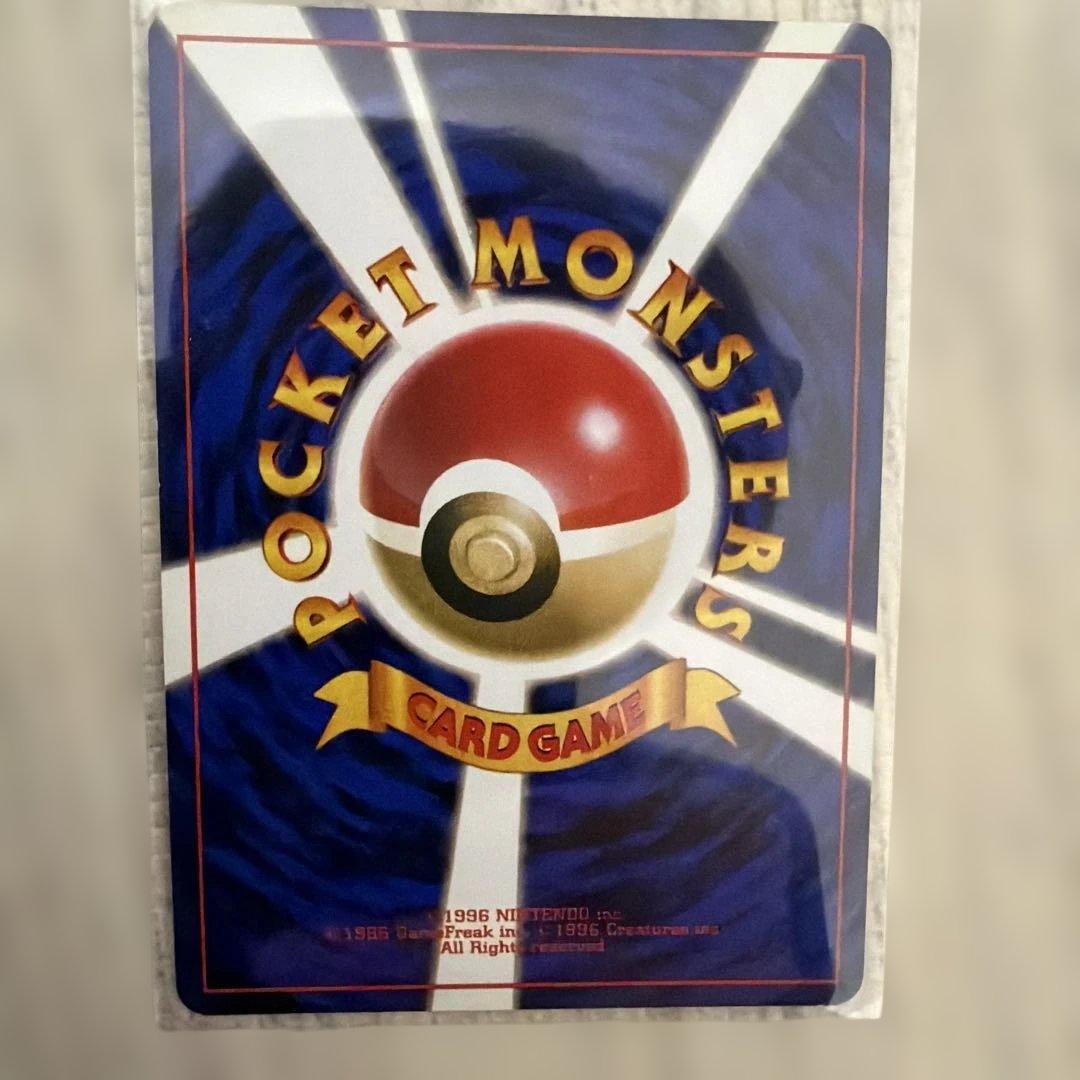 POCKET MONSTERS
CARD GAME
©1996 NINTENDO inc.
©1996 GameFreak inc. ©1996 Creatures inc
All Rights reserved